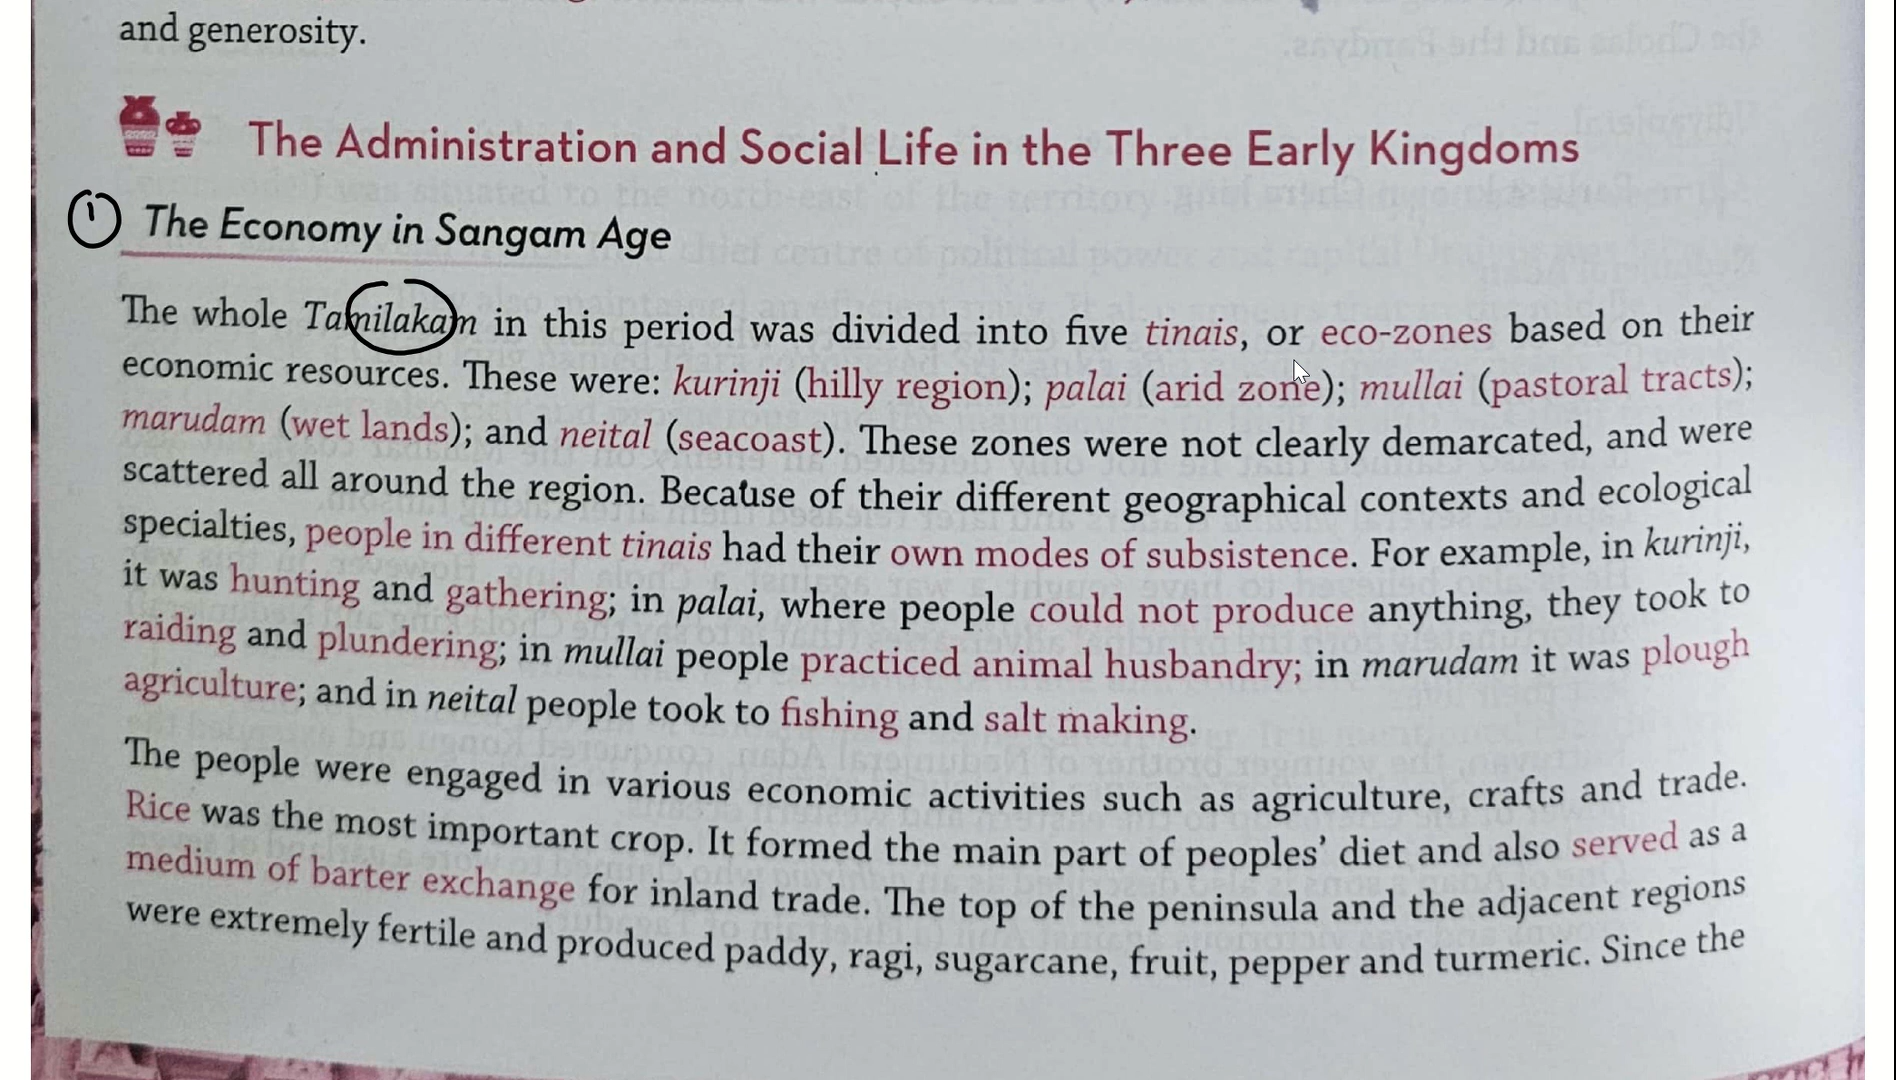 and generosity.
The Administration and Social Life in the Three Early Kingdoms
1 The Economy in Sangam Age
The whole Tamilakam in this period was divided into five tinais, or eco-zones based on their
economic resources. These were: kurinji (hilly region); palai (arid zone); mullai (pastoral tracts);
marudam (wet lands); and neital (seacoast). These zones were not clearly demarcated, and were
scattered all around the region. Because of their different geographical contexts and ecological
specialties, people in different tinais had their own modes of subsistence. For example, in kurinji,
it was hunting and gathering; in palai, where people could not produce anything, they took to
raiding and plundering; in mullai people practiced animal husbandry; in marudam it was plough
agriculture; and in neital people took to fishing and salt making.
The people were engaged in various economic activities such as agriculture, crafts and trade.
Rice was the most important crop. It formed the main part of peoples' diet and also served as a
medium of barter exchange for inland trade. The top of the peninsula and the adjacent regions
were extremely fertile and produced paddy, ragi, sugarcane, fruit, pepper and turmeric. Since the